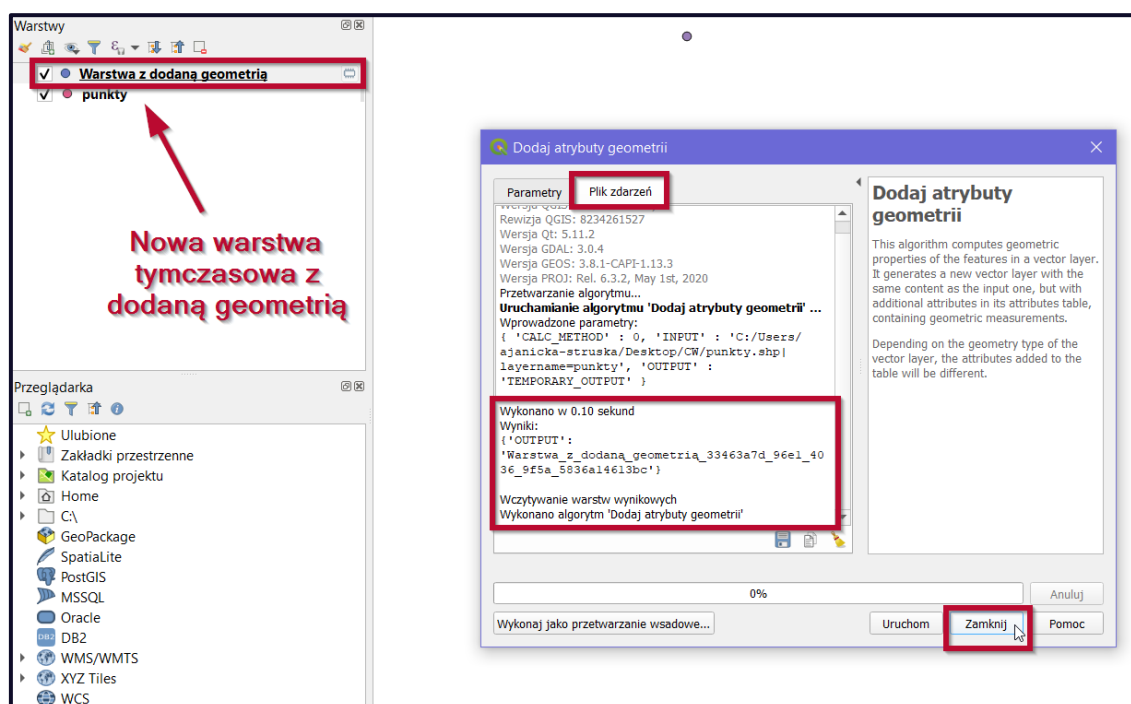 Warstwy
Warstwa z dodaną geometrią
punkty
Nowa warstwa
tymczasowa z
dodaną geometrią
Przeglądarka
Ulubione
Zakładki przestrzenne
Katalog projektu
Home
C:\
GeoPackage
SpatiaLite
PostGIS
MSSQL
Oracle
DB2
DB2
WMS/WMTS
XYZ Tiles
WCS
Dodaj atrybuty geometrii
Parametry
Plik zdarzeń
Rewizja QGIS: 8234261527
Wersja Qt: 5.11.2
Wersja GDAL: 3.0.4
Wersja GEOS: 3.8.1-CAPI-1.13.3
Wersja PROJ: Rel. 6.3.2, May 1st, 2020
Przetwarzanie algorytmu...
Uruchamianie algorytmu 'Dodaj atrybuty geometrii' ...
Wprowadzone parametry:
{ 'CALC_METHOD' : 0, 'INPUT' : 'C:/Users/
ajanicka-struska/Desktop/CW/punkty.shp|
layername=punkty', 'OUTPUT' :
'TEMPORARY_OUTPUT' }
Wykonano w 0.10 sekund
Wyniki:
{'OUTPUT':
'Warstwa_z_dodaną_geometrią_33463a7d_96e1_40
36_9f5a_5836a14613bc'}
Wczytywanie warstw wynikowych
Wykonano algorytm 'Dodaj atrybuty geometrii'
Dodaj atrybuty
geometrii
This algorithm computes geometric
properties of the features in a vector layer.
It generates a new vector layer with the
same content as the input one, but with
additional attributes in its attributes table,
containing geometric measurements.
Depending on the geometry type of the
vector layer, the attributes added to the
table will be different.
0%
Anuluj
Wykonaj jako przetwarzanie wsadowe...
Uruchom
Zamknij
Pomoc